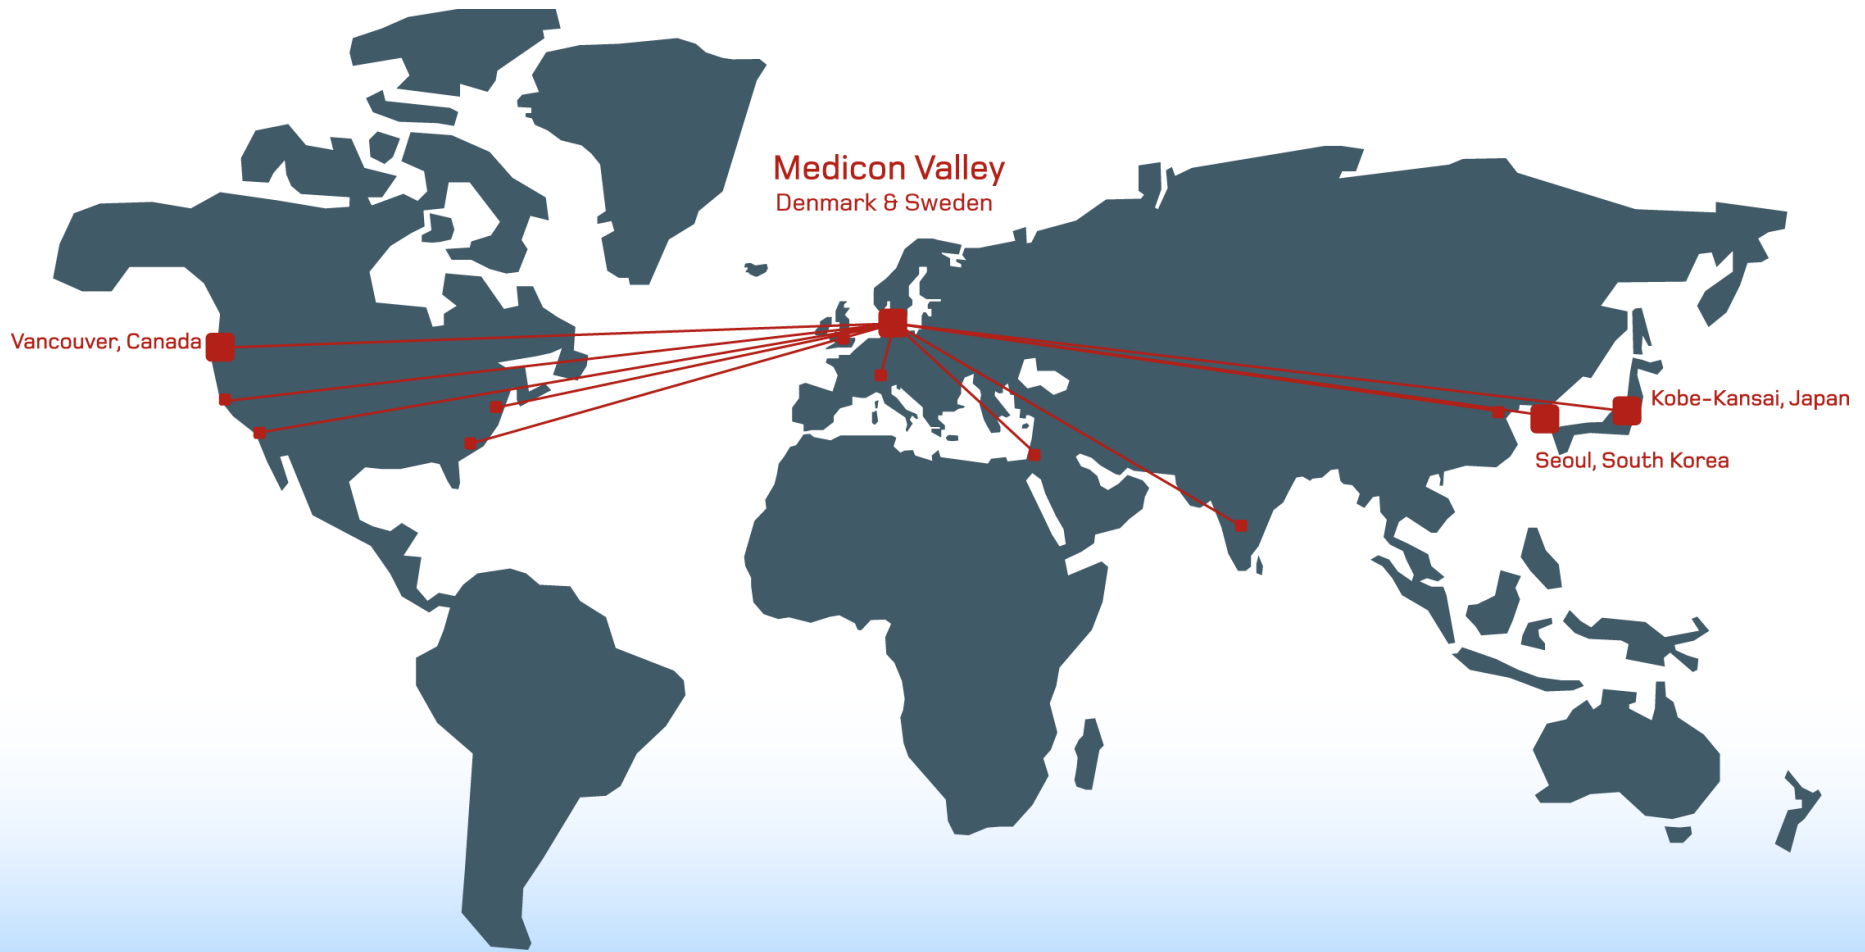 Medicon Valley
Denmark & Sweden
Vancouver, Canada
Kobe-Kansai, Japan
Seoul, South Korea